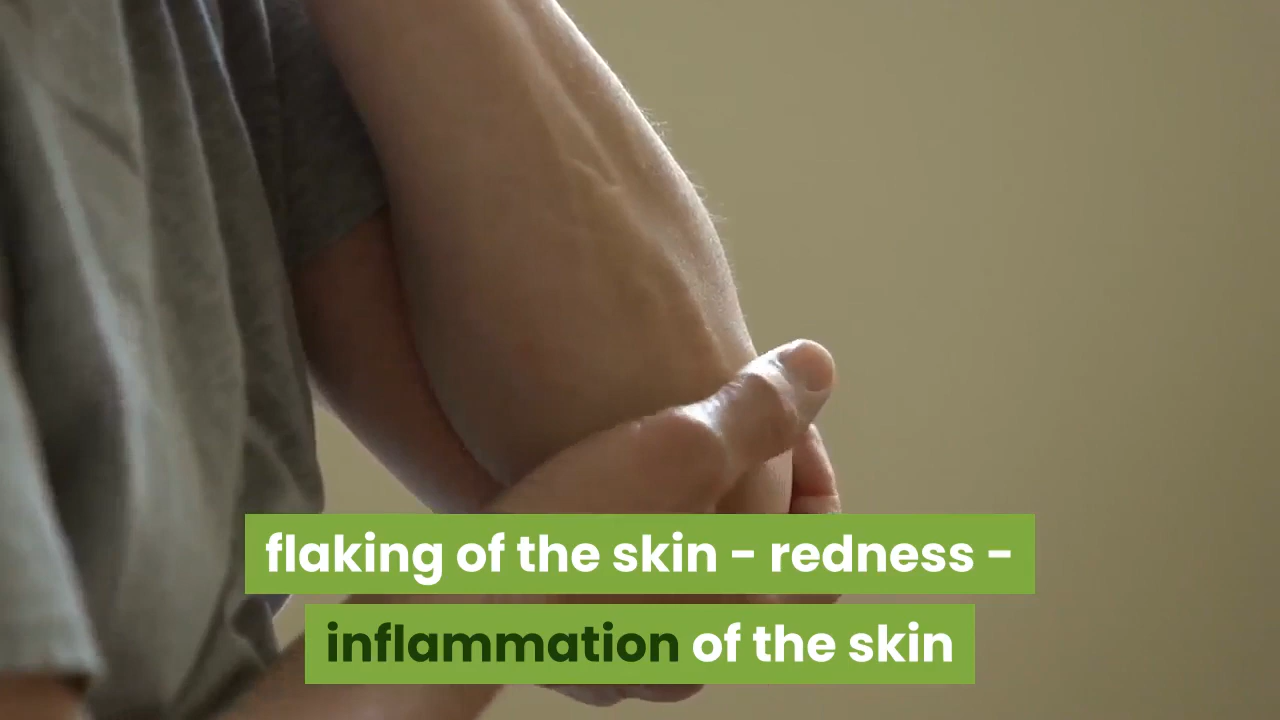 flaking of the skin - redness -
inflammation of the skin